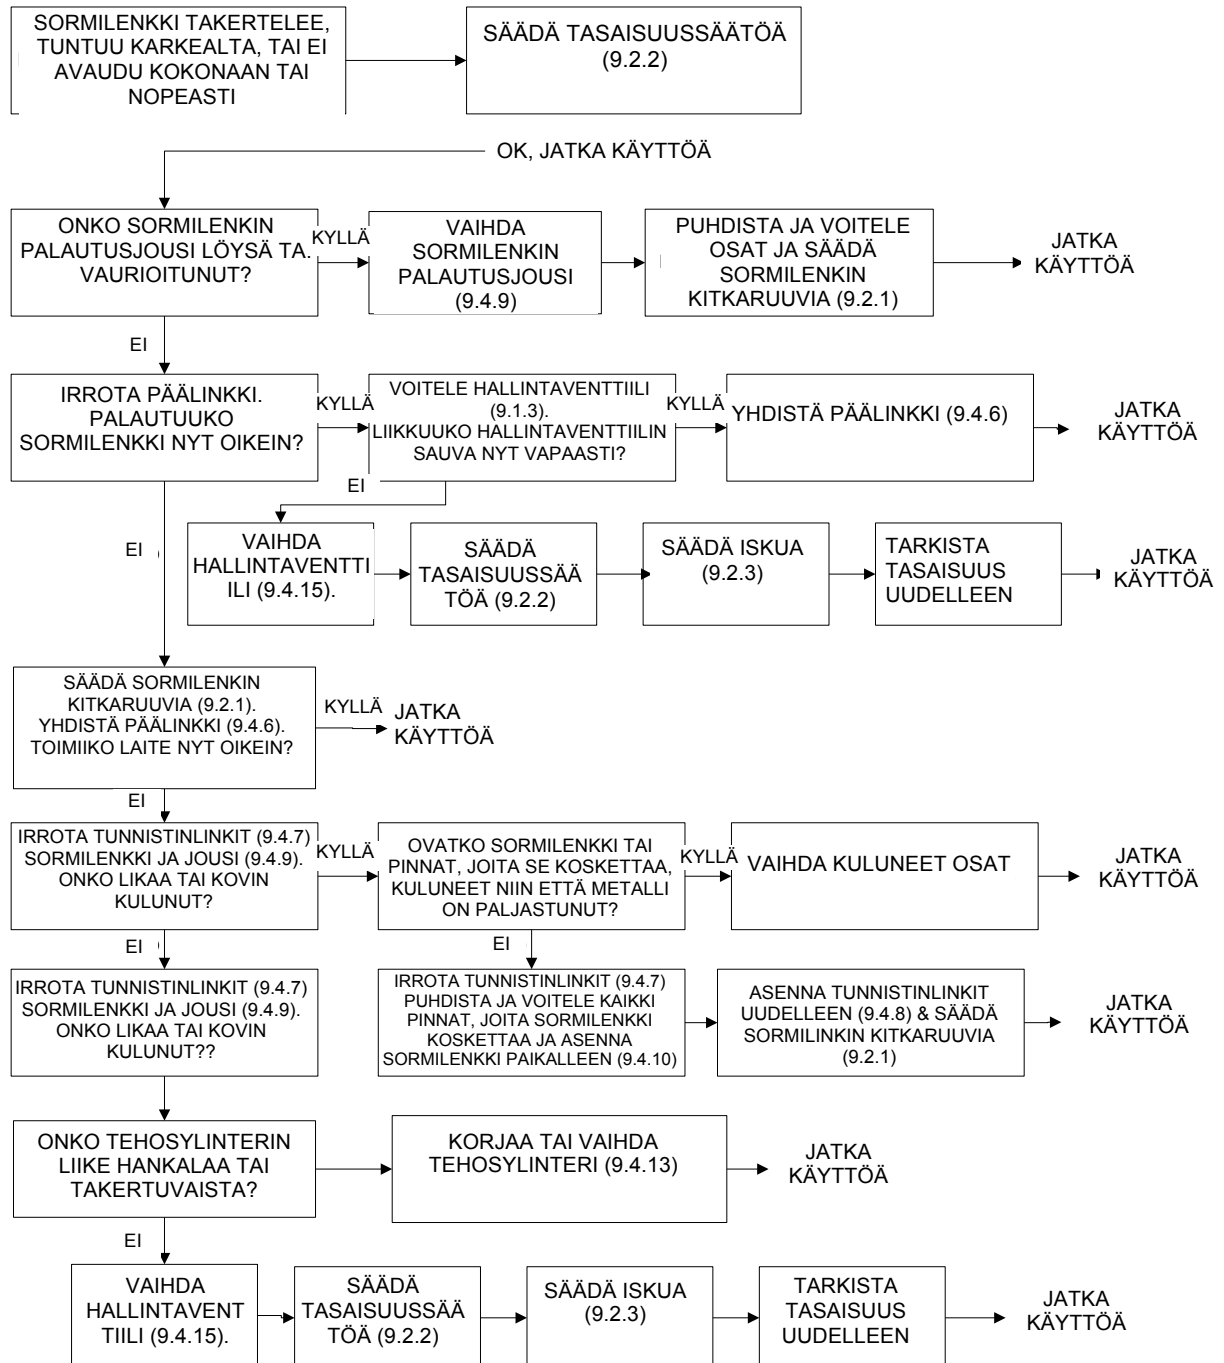 SORMILENKKI TAKERTELEE,
TUNTUU KARKEALTA, TAI EI
AVAUDU KOKONAAN TAI
NOPEASTI
SÄÄDÄ TASAISUUSSÄÄTÖÄ
(9.2.2)
OK, JATKA KÄYTTÖÄ
ONKO SORMILENKIN
PALAUTUSJOUSI LÖYSÄ TA
VAURIOITUNUT?
KYLLÄ
VAIHDA
SORMILENKIN
PALAUTUSJOUSI
(9.4.9)
PUHDISTA JA VOITELE
OSAT JA SÄÄDÄ
SORMILENKIN
KITKARUUVIA (9.2.1)
JATKA
KÄYTTÖÄ
EI
IRROTA PÄÄLINKKI.
PALAUTUUKO
SORMILENKKI NYT OIKEIN?
KYLLÄ
VOITELE HALLINTAVENTTIILI
(9.1.3).
LIIKKUUKO HALLINTAVENTTIILIN
SAUVA NYT VAPAASTI?
KYLLÄ
YHDISTÄ PÄÄLINKKI (9.4.6)
JATKA
KÄYTTÖÄ
EI
EI
VAIHDA
HALLINTAVENTTI
ILI (9.4.15).
SÄÄDÄ
TASAISUUSSÄÄ
TÖÄ (9.2.2)
SÄÄDÄ ISKUA
(9.2.3)
TARKISTA
TASAISUUS
UUDELLEEN
JATKA
KÄYTTÖÄ
SÄÄDÄ SORMILENKIN
KITKARUUVIA (9.2.1).
YHDISTÄ PÄÄLINKKI (9.4.6).
TOIMIIKO LAITE NYT OIKEIN?
KYLLÄ
JATKA
KÄYTTÖÄ
EI
IRROTA TUNNISTINLINKIT (9.4.7)
SORMILENKKI JA JOUSI (9.4.9).
ONKO LIKAA TAI KOVIN
KULUNUT?
KYLLÄ
OVATKO SORMILENKKI TAI
PINNAT, JOITA SE KOSKETTAA,
KULUNEET NIIN ETTÄ METALLI
ON PALJASTUNUT?
KYLLÄ
VAIHDA KULUNEET OSAT
JATKA
KÄYTTÖÄ
EI
EI
IRROTA TUNNISTINLINKIT (9.4.7)
SORMILENKKI JA JOUSI (9.4.9).
ONKO LIKAA TAI KOVIN
KULUNUT??
IRROTA TUNNISTINLINKIT (9.4.7)
PUHDISTA JA VOITELE KAIKKI
PINNAT, JOITA SORMILENKKI
KOSKETTAA JA ASENNA
SORMILENKKI PAIKALLEEN (9.4.10)
ASENNA TUNNISTINLINKIT
UUDELLEEN (9.4.8) & SÄÄDÄ
SORMILINKIN KITKARUUVIA
(9.2.1)
JATKA
KÄYTTÖÄ
ONKO TEHOSYLINTERIN
LIIKE HANKALAA TAI
TAKERTUVAISTA?
KORJAA TAI VAIHDA
TEHOSYLINTERI (9.4.13)
JATKA
KÄYTTÖÄ
EI
VAIHDA
HALLINTAVENT
TIILI (9.4.15).
SÄÄDÄ
TASAISUUSSÄÄ
TÖÄ (9.2.2)
SÄÄDÄ ISKUA
(9.2.3)
TARKISTA
TASAISUUS
UUDELLEEN
JATKA
KÄYTTÖÄ